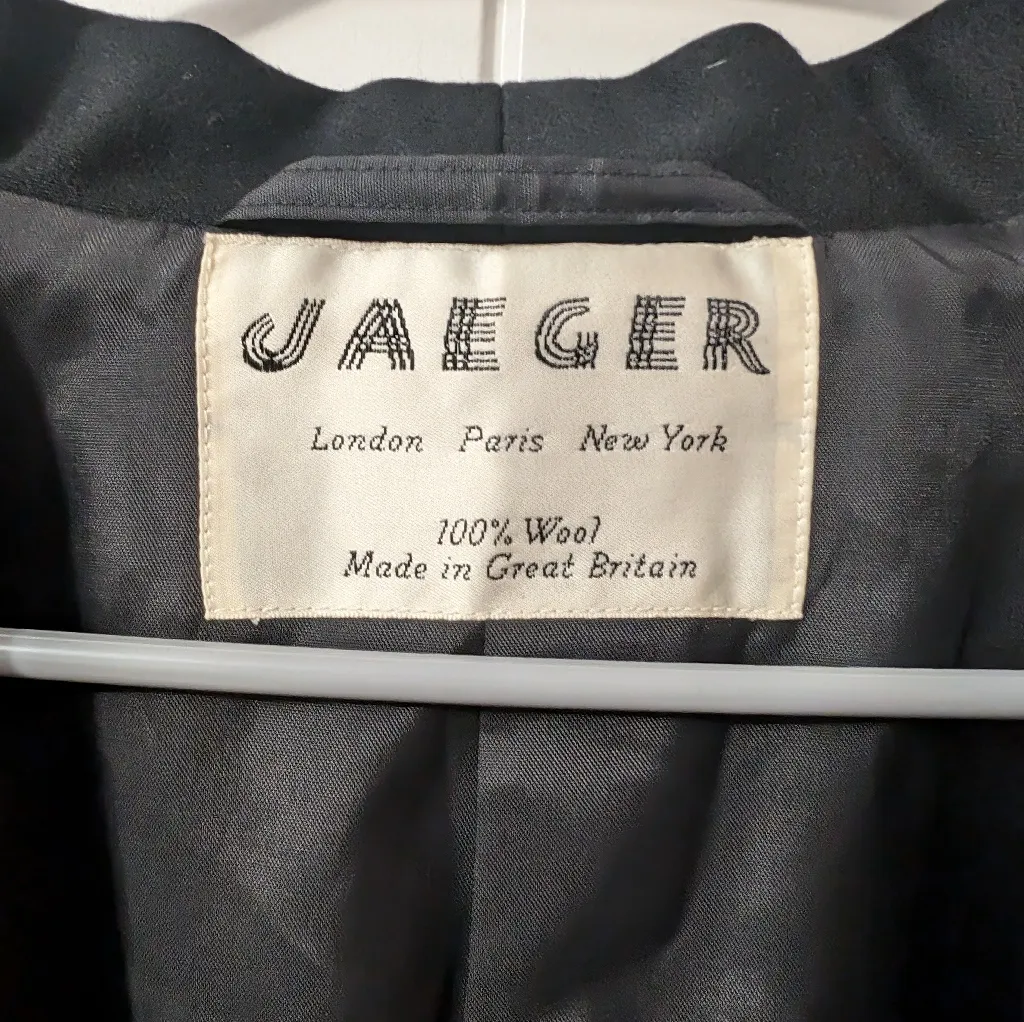 JAEGER
London Paris New York
100% Wool
Made in Great Britain